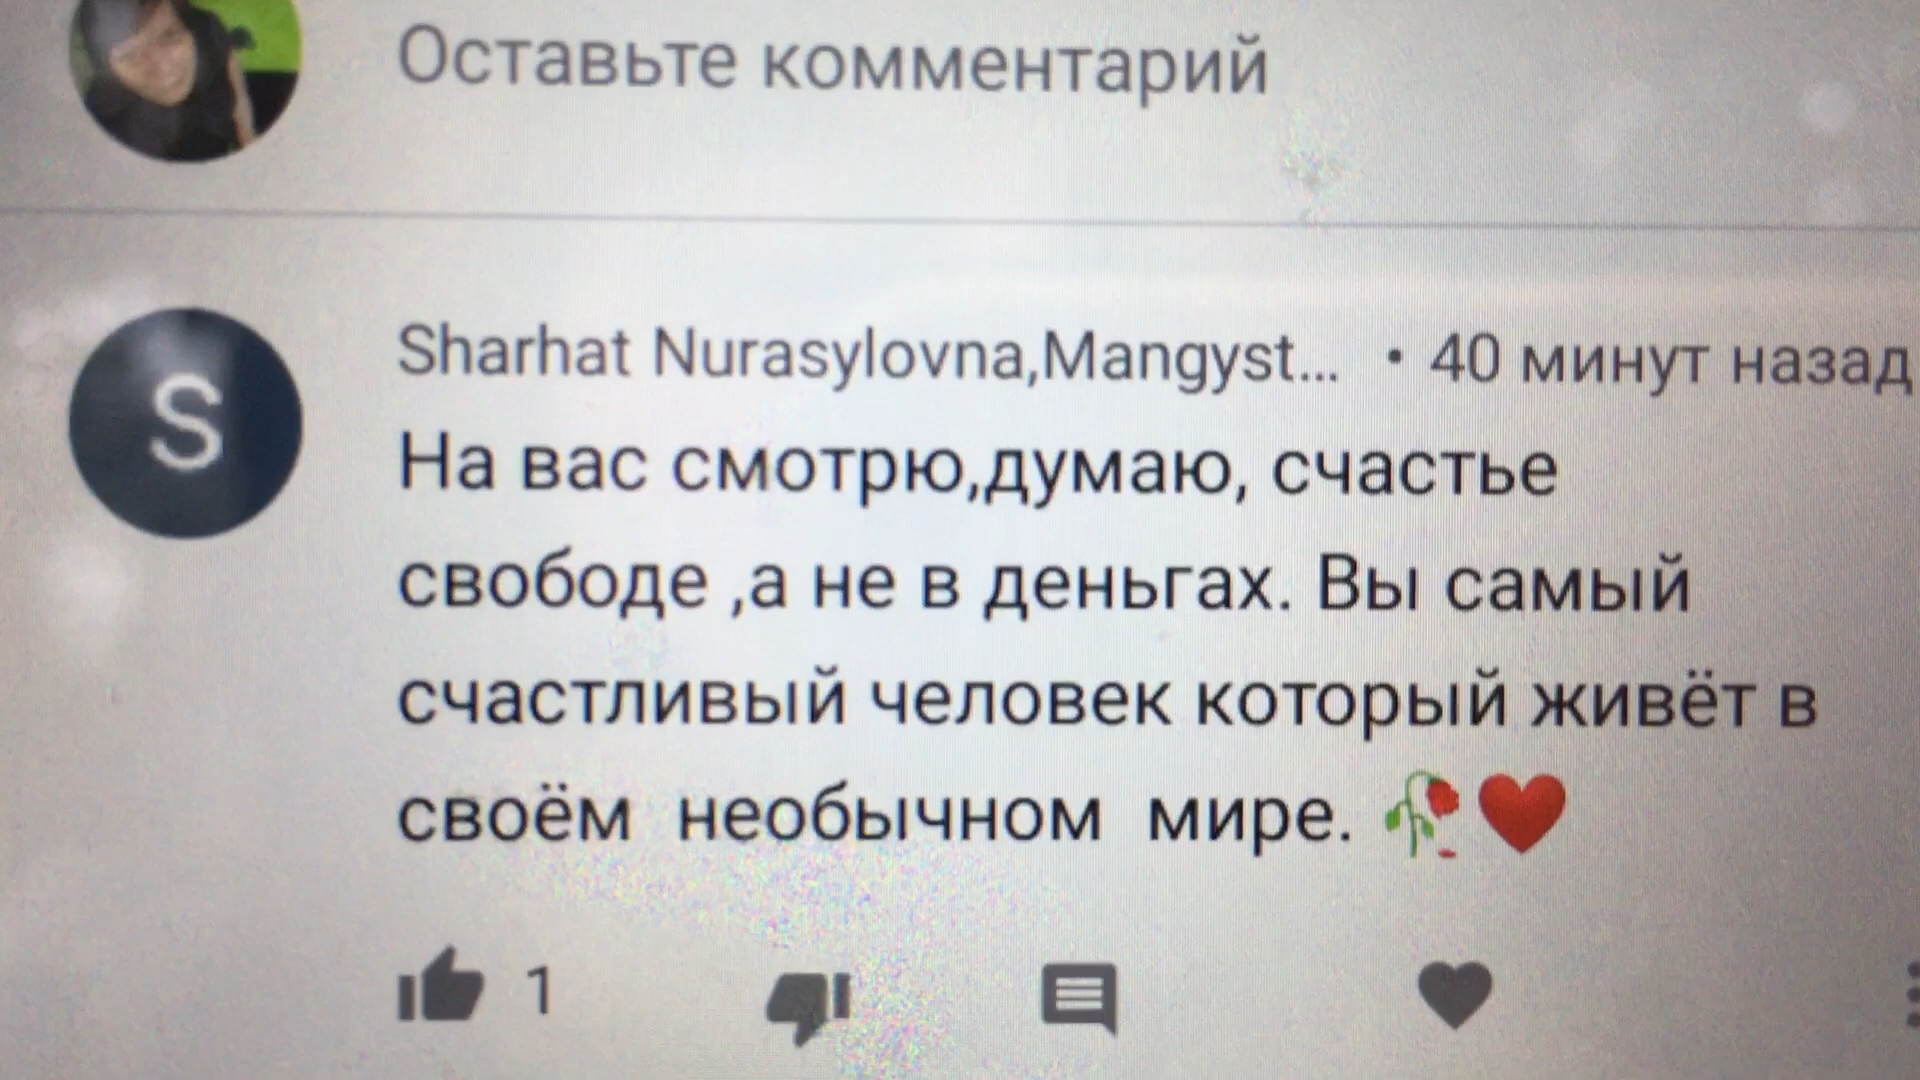 Оставьте комментарий
S
Sharhat Nurasylovna,Mangyst... • 40 минут назад
На вас смотрю,думаю, счастье
свободе ,а не в деньгах. Вы самый
счастливый человек который живёт в
своём необычном мире. 🥀❤️
1